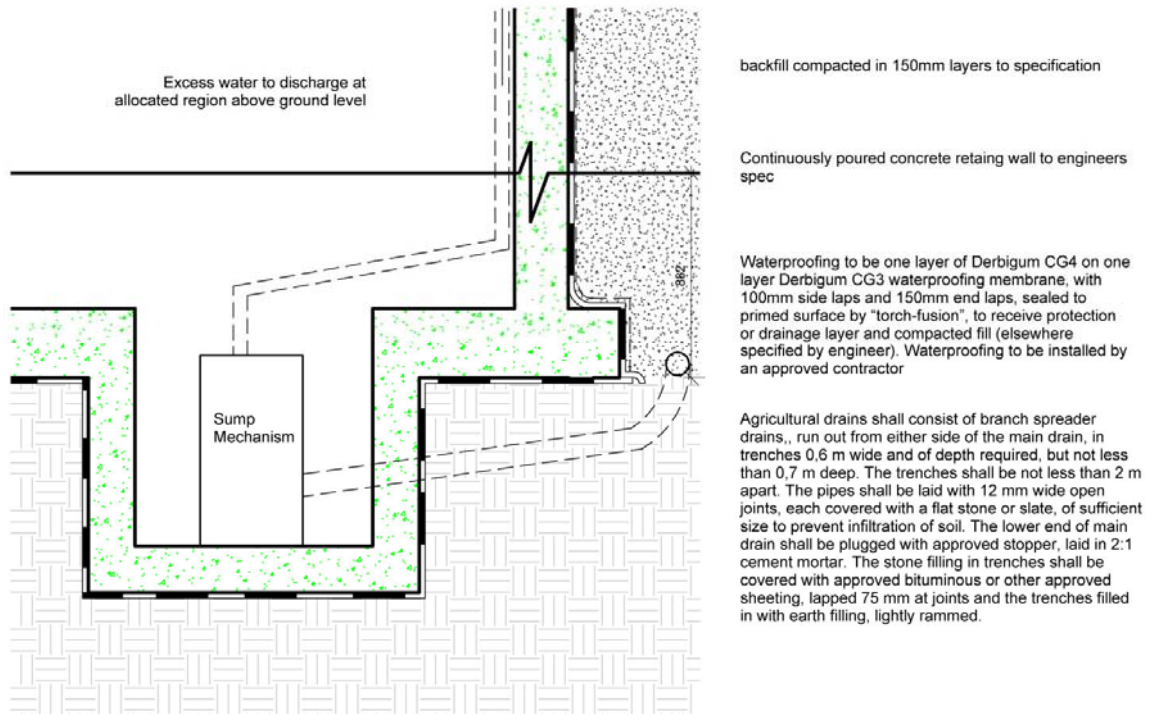 Excess water to discharge at
allocated region above ground level
backfill compacted in 150mm layers to specification
Continuously poured concrete retaing wall to engineers
spec
882
Waterproofing to be one layer of Derbigum CG4 on one
layer Derbigum CG3 waterproofing membrane, with
100mm side laps and 150mm end laps, sealed to
primed surface by “torch-fusion”, to receive protection
or drainage layer and compacted fill (elsewhere
specified by engineer). Waterproofing to be installed by
an approved contractor
Sump
Mechanism
Agricultural drains shall consist of branch spreader
drains,, run out from either side of the main drain, in
trenches 0,6 m wide and of depth required, but not less
than 0,7 m deep. The trenches shall be not less than 2 m
apart. The pipes shall be laid with 12 mm wide open
joints, each covered with a flat stone or slate, of sufficient
size to prevent infiltration of soil. The lower end of main
drain shall be plugged with approved stopper, laid in 2:1
cement mortar. The stone filling in trenches shall be
covered with approved bituminous or other approved
sheeting, lapped 75 mm at joints and the trenches filled
in with earth filling, lightly rammed.